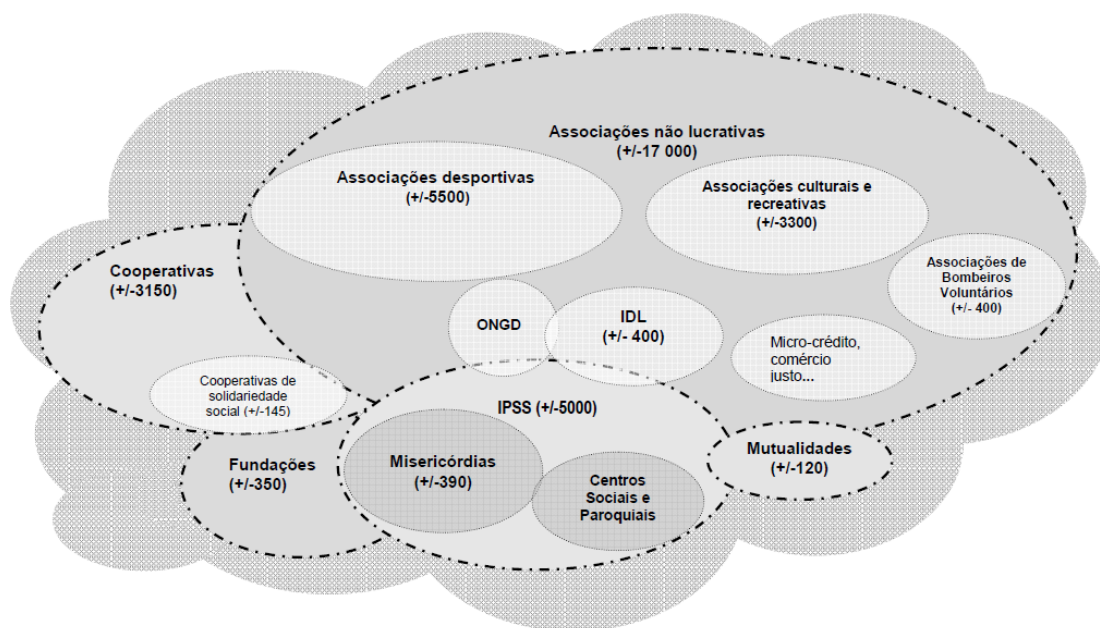 Associações não lucrativas
(+/-17 000)
Associações desportivas
(+/-5500)
Associações culturais e
recreativas
(+/-3300)
Cooperativas
(+/-3150)
Associações de
Bombeiros
Voluntários
(+/- 400)
ONGD
IDL
(+/- 400)
Micro-crédito,
comércio
justo...
Cooperativas de
solidariedade
social (+/-145)
IPSS (+/-5000)
Fundações
(+/-350)
Misericórdias
(+/-390)
Centros
Sociais e
Paroquiais
Mutualidades
(+/-120)